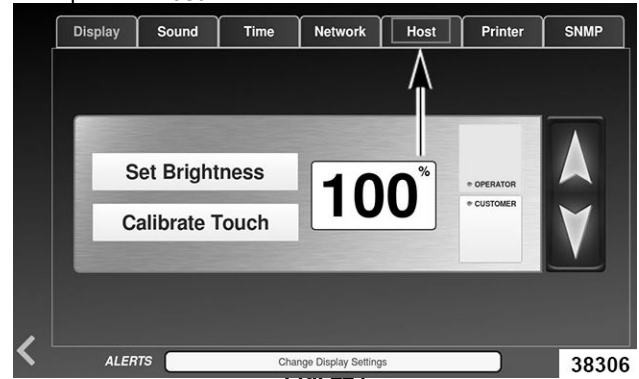 Display Sound Time Network Host Printer SNMP
Set Brightness
100%
OPERATOR
Calibrate Touch
CUSTOMER
ALERTS Change Display Settings
38306